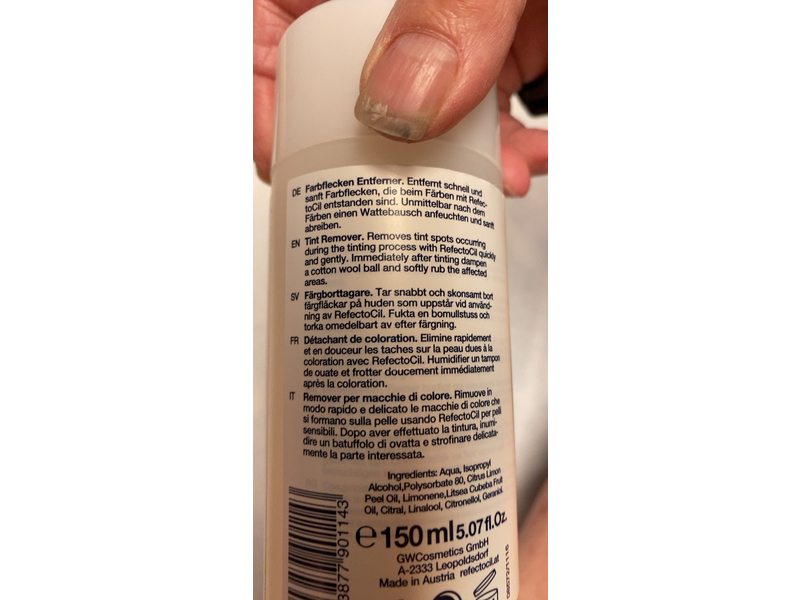 DE Farbflecken Entferner. Entfernt schnell und
sanft Farbflecken, die beim Färben mit Refec-
toCil entstanden sind. Unmittelbar nach dem
Färben einen Wattebausch anfeuchten und sanft
abreiben.
EN Tint Remover. Removes tint spots occurring
during the tinting process with RefectoCil quickly
and gently. Immediately after tinting dampen
a cotton wool ball and softly rub the affected
areas.
SV Färgborttagare. Tar snabbt och skonsamt bort
färgfläckar på huden som uppstår vid använd-
ning av RefectoCil. Fukta en bomullstuss och
torka omedelbart av efter färgning.
FR Détachant de coloration. Elimine rapidement
et en douceur les taches sur la peau dues à la
coloration avec RefectoCil. Humidifier un tampon
de ouate et frotter doucement immédiatement
après la coloration.
IT Remover per macchie di colore. Rimuove in
modo rapido e delicato le macchie di colore che
si formano sulla pelle usando RefectoCil per pelli
sensibili. Dopo aver effettuato la tintura, inumi-
dire un batuffolo di ovatta e strofinare delicata-
mente la parte interessata.
Ingredients: Aqua, Isopropyl
Alcohol,Polysorbate 80, Citrus Limon
Peel Oil, Limonene,Litsea Cubeba Fruit
Oil, Citral, Linalool, Citronellol, Geraniol.
e 150 ml 5.07 fl.Oz.
GWCosmetics GmbH
A-2333 Leopoldsdorf
Made in Austria refectocil.at
3877 901143